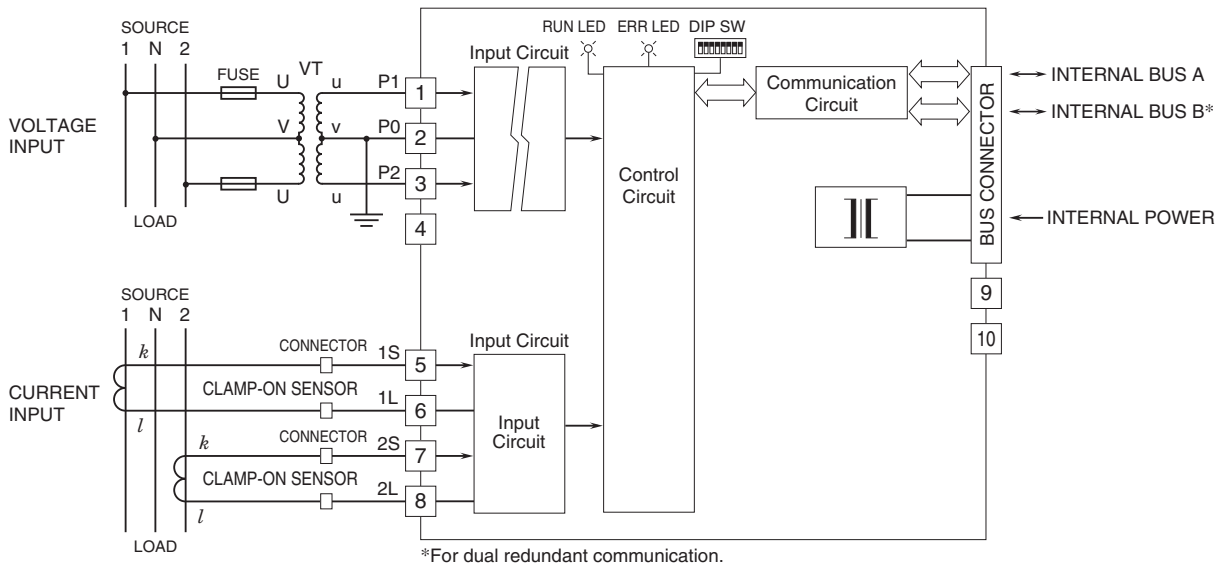 SOURCE
1 N 2
FUSE
U
VT
u
P1
1
V
v
P0
2
P2
3
U
u
4
LOAD
VOLTAGE
INPUT
RUN LED
ERR LED
DIP SW
Input Circuit
Control
Circuit
Communication
Circuit
BUS CONNECTOR
INTERNAL BUS A
INTERNAL BUS B*
INTERNAL POWER
9
10
SOURCE
1 N 2
CURRENT
INPUT
k
CONNECTOR
1S
5
CLAMP-ON SENSOR
l
1L
6
k
CONNECTOR
2S
7
CLAMP-ON SENSOR
l
2L
8
LOAD
Input Circuit
Input
Circuit
*For dual redundant communication.